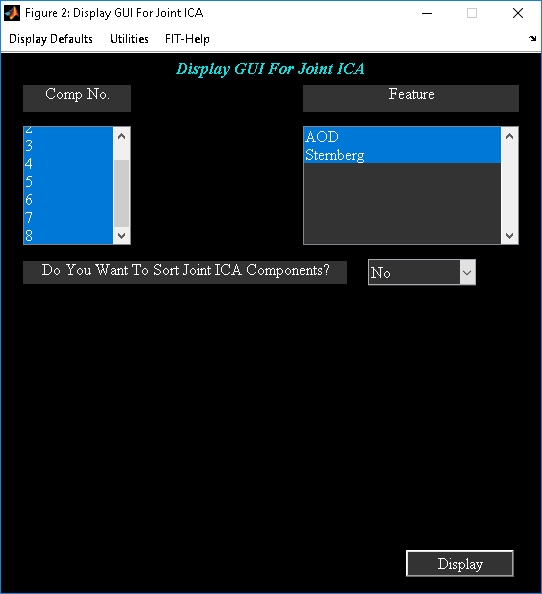 Figure 2: Display GUI For Joint ICA
Display Defaults Utilities FIT-Help
Display GUI For Joint ICA
Comp No. Feature
2
3
4
5
6
7
8
AOD
Sternberg
Do You Want To Sort Joint ICA Components? No
Display